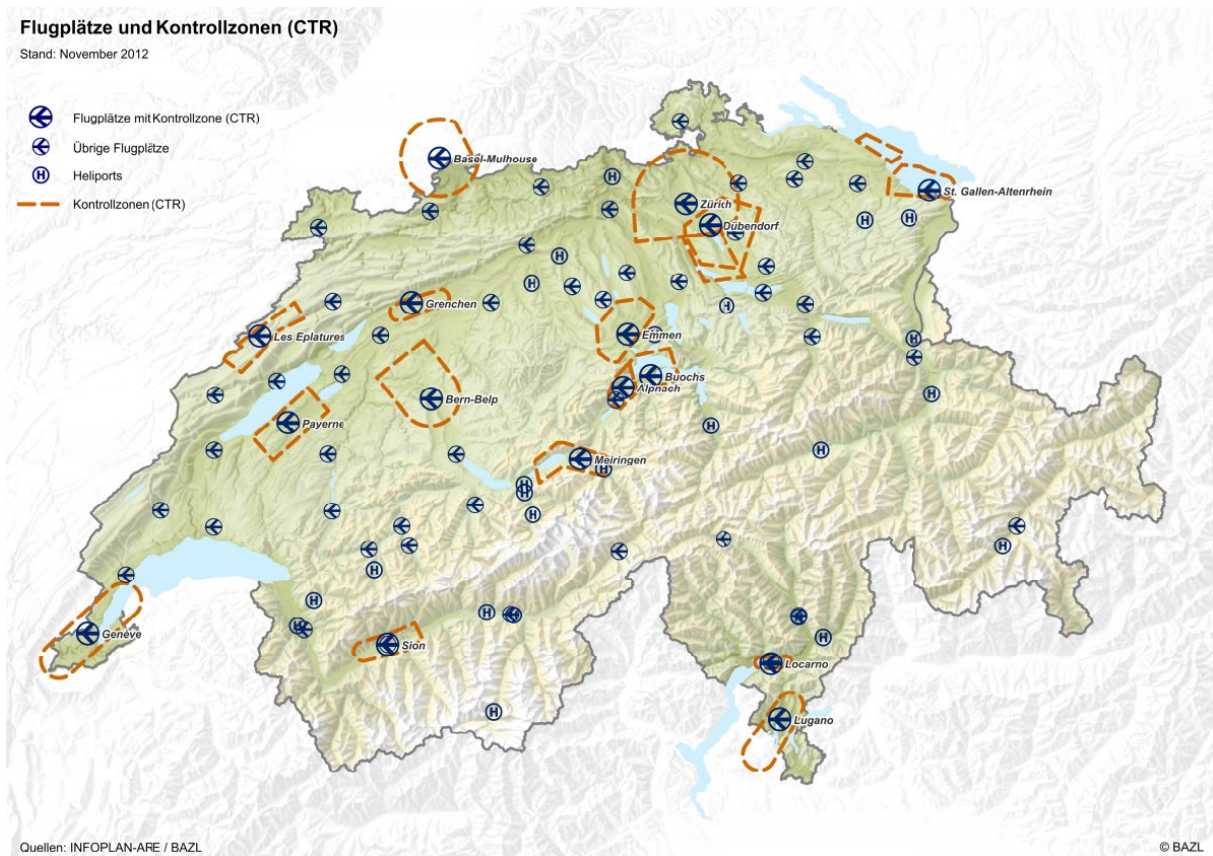 Flugplätze und Kontrollzonen (CTR)
Stand: November 2012
Flugplätze mit Kontrollzone (CTR)
Übrige Flugplätze
H Heliports
Kontrollzonen (CTR)
Basel-Mulhouse
St. Gallen-Altenrhein
Zürich
Dübendorf
Grenchen
Les Eplatures
Emmen
Buochs
Alpnach
Bern-Belp
Payerne
Meiringen
Genève
Sion
Locarno
Lugano
Quellen: INFOPLAN-ARE / BAZL
© BAZL